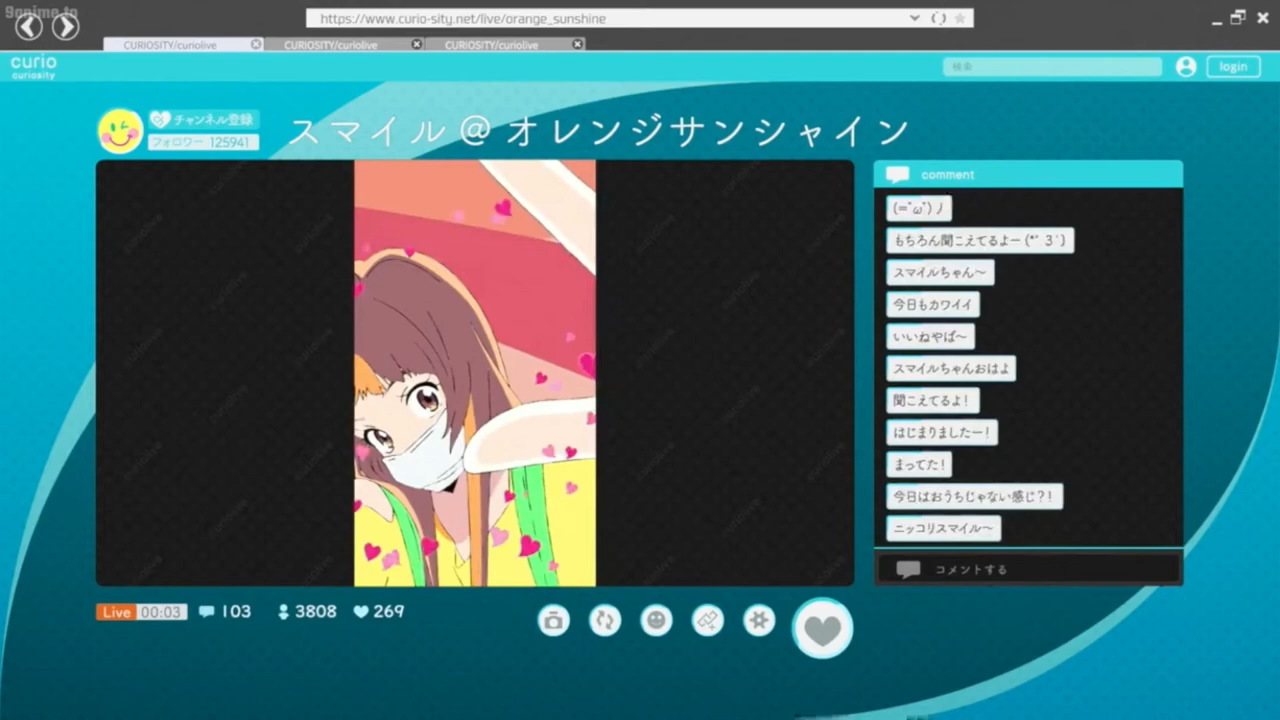 9anime.to
https://www.curio-sity.net/live/orange_sunshine
CURIOSITY/curiolive
CURIOSITY/curiolive
CURIOSITY/curiolive
curio
curiosity
検索
login
チャンネル登録
フォロワー 125941
スマイル@オレンジサンシャイン
comment
(=ﾟωﾟ)ノ
もちろん聞こえてるよー(*ﾟ3ﾟ)
スマイルちゃん~
今日もカワイイ
いいねやば~
スマイルちゃんおはよ
聞こえてるよ!
はじまりましたー!
まってた!
今日はおうちじゃない感じ?!
ニッコリスマイル~
コメントする
Live 00:03 103 3808 269